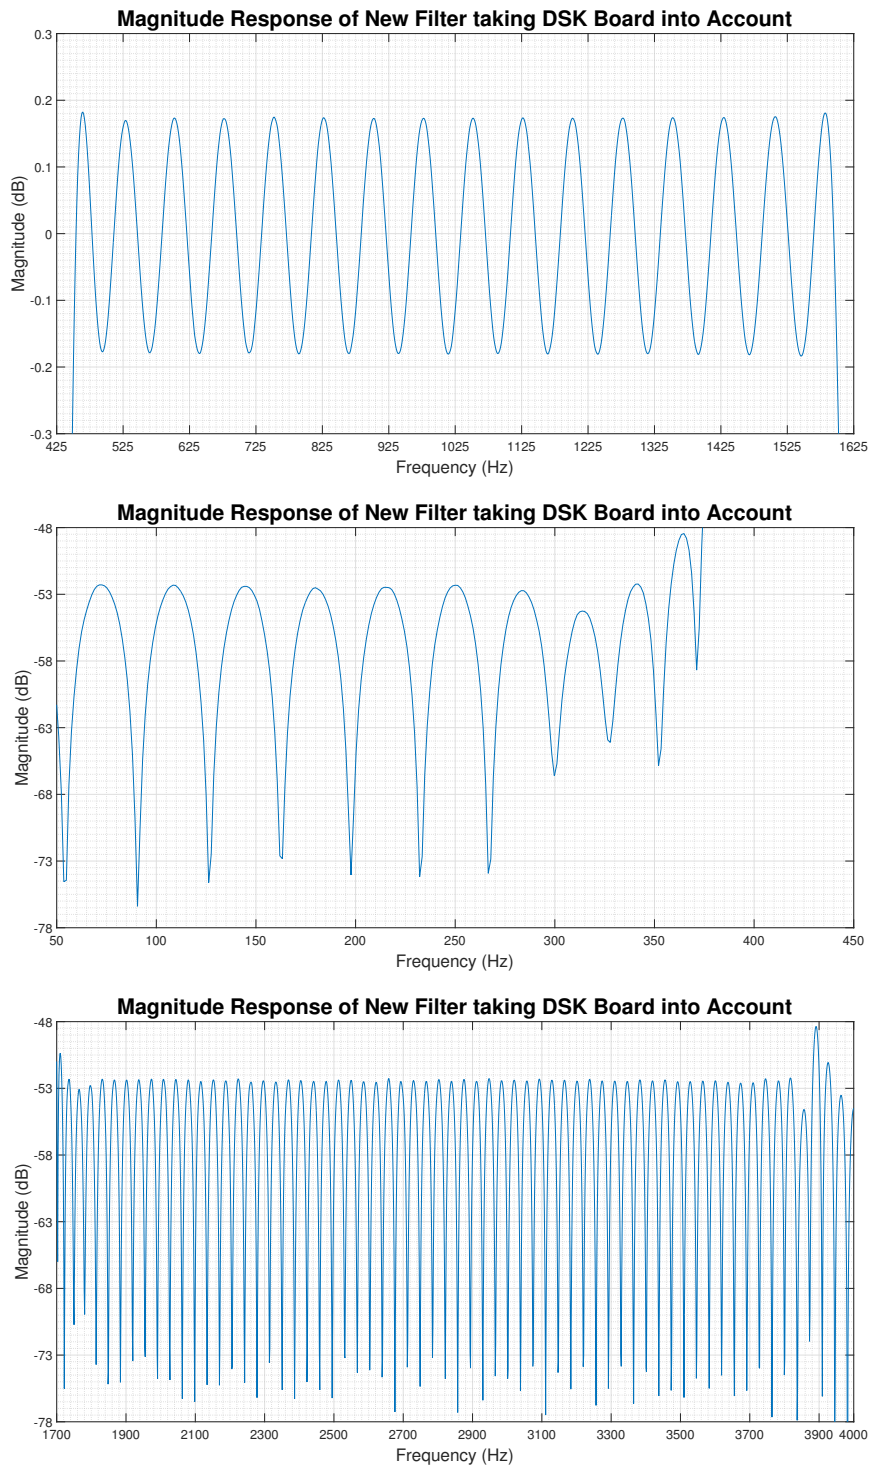 Magnitude Response of New Filter taking DSK Board into Account
0.3
0.2
0.1
0
-0.1
-0.2
-0.3
Magnitude (dB)
425 525 625 725 825 925 1025 1125 1225 1325 1425 1525 1625
Frequency (Hz)
Magnitude Response of New Filter taking DSK Board into Account
-48
-53
-58
-63
-68
-73
-78
Magnitude (dB)
50 100 150 200 250 300 350 400 450
Frequency (Hz)
Magnitude Response of New Filter taking DSK Board into Account
-48
-53
-58
-63
-68
-73
-78
Magnitude (dB)
1700 1900 2100 2300 2500 2700 2900 3100 3300 3500 3700 3900 4000
Frequency (Hz)